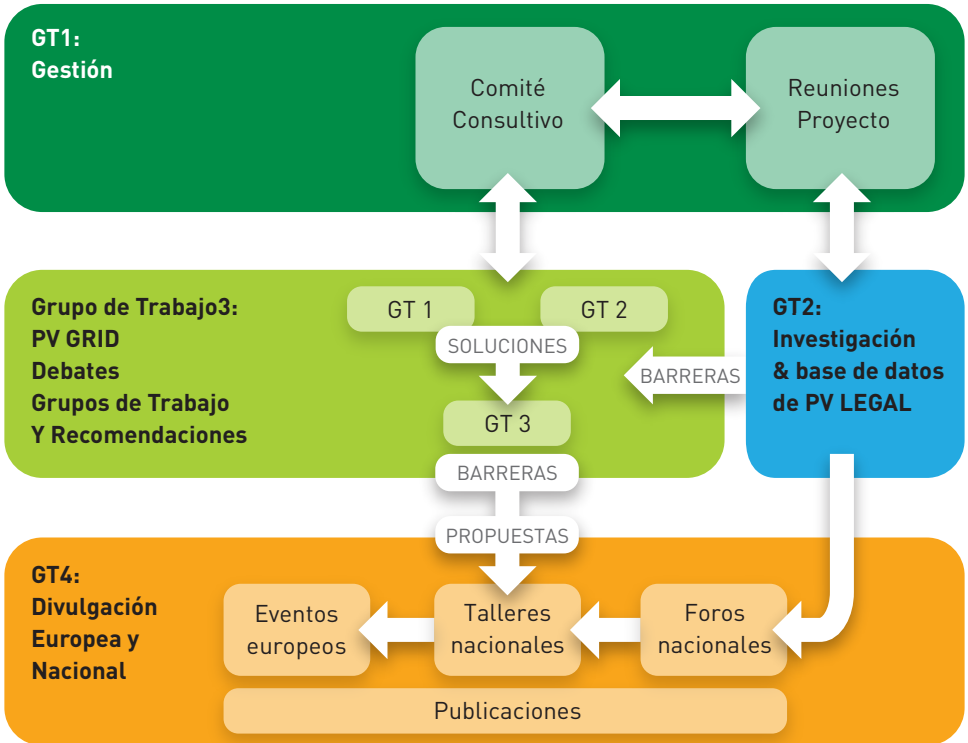 GT1:
Gestión
Comité
Consultivo
Reuniones
Proyecto
Grupo de Trabajo3:
PV GRID
Debates
Grupos de Trabajo
Y Recomendaciones
GT 1
GT 2
SOLUCIONES
GT 3
BARRERAS
BARRERAS
PROPUESTAS
GT2:
Investigación
& base de datos
de PV LEGAL
GT4:
Divulgación
Europea y
Nacional
Eventos
europeos
Talleres
nacionales
Foros
nacionales
Publicaciones